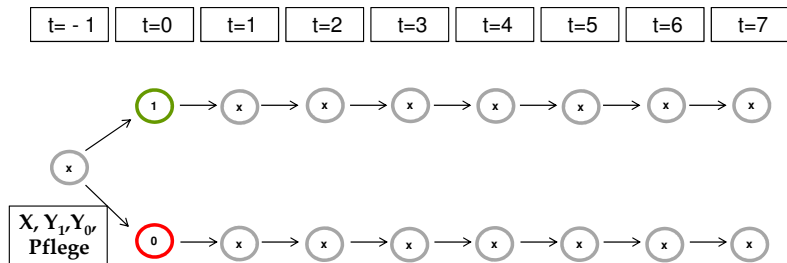 t= - 1 t=0 t=1 t=2 t=3 t=4 t=5 t=6 t=7
1 x x x x x x x
x
X, Y₁,Y₀,
Pflege
0 x x x x x x x